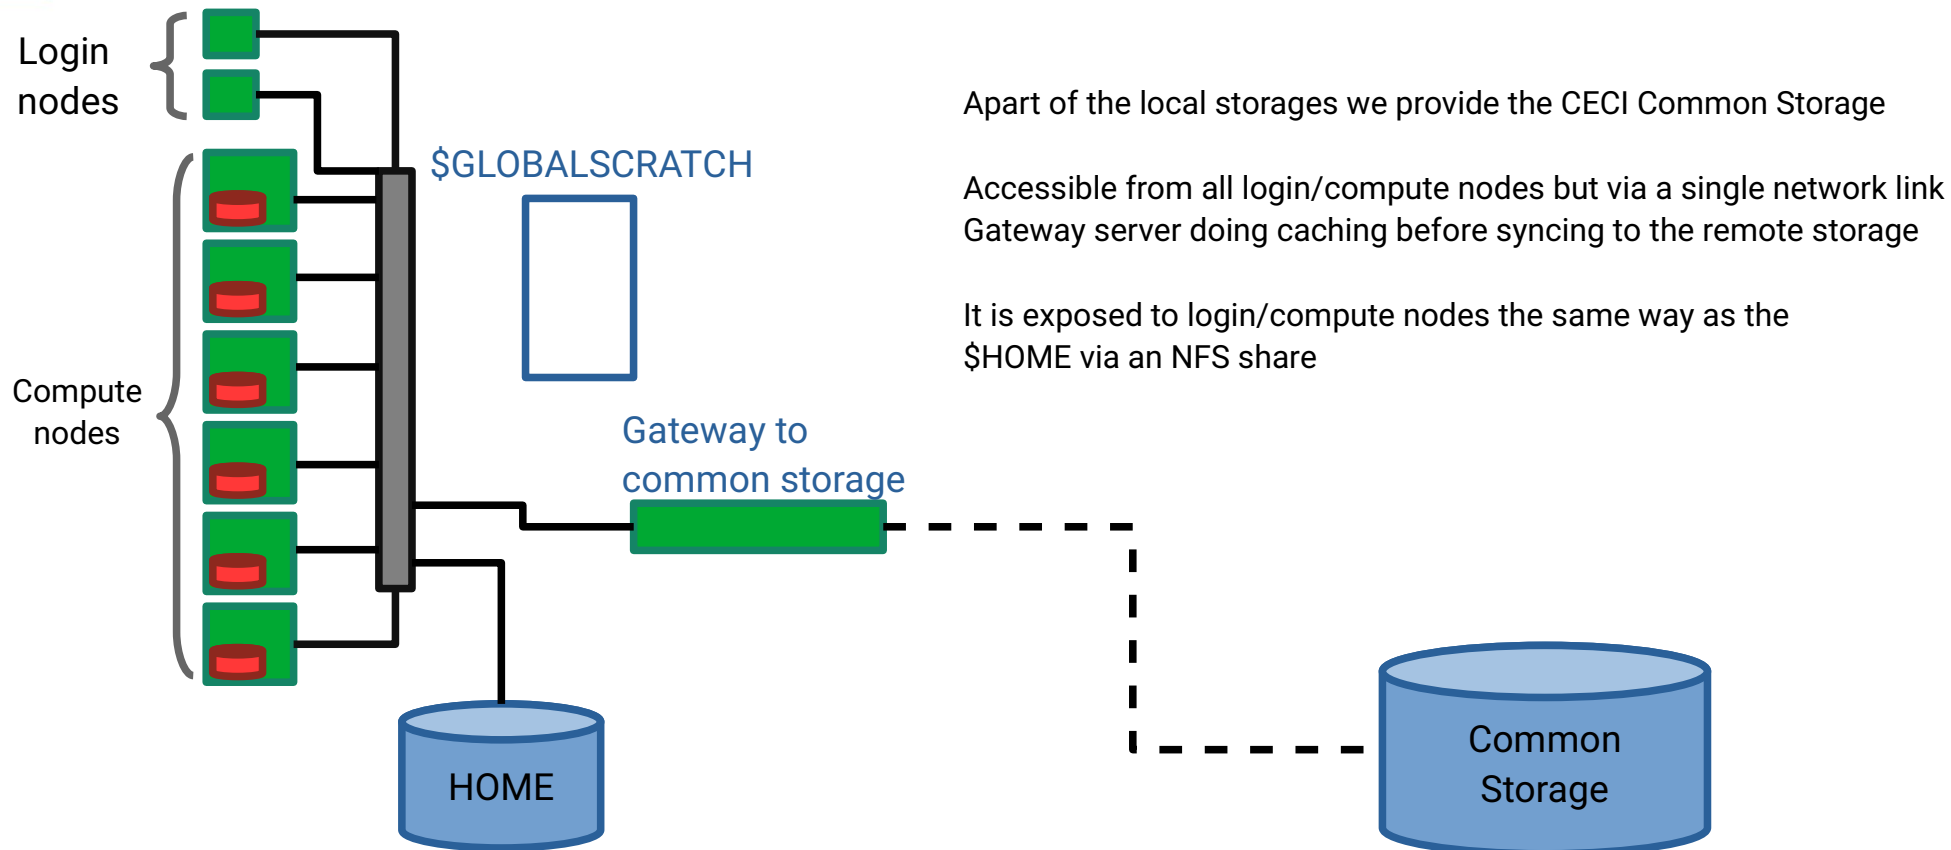 Login
nodes
Compute
nodes
$GLOBALSCRATCH
Gateway to
common storage
HOME
Common
Storage
Apart of the local storages we provide the CECI Common Storage
Accessible from all login/compute nodes but via a single network link
Gateway server doing caching before syncing to the remote storage
It is exposed to login/compute nodes the same way as the
$HOME via an NFS share